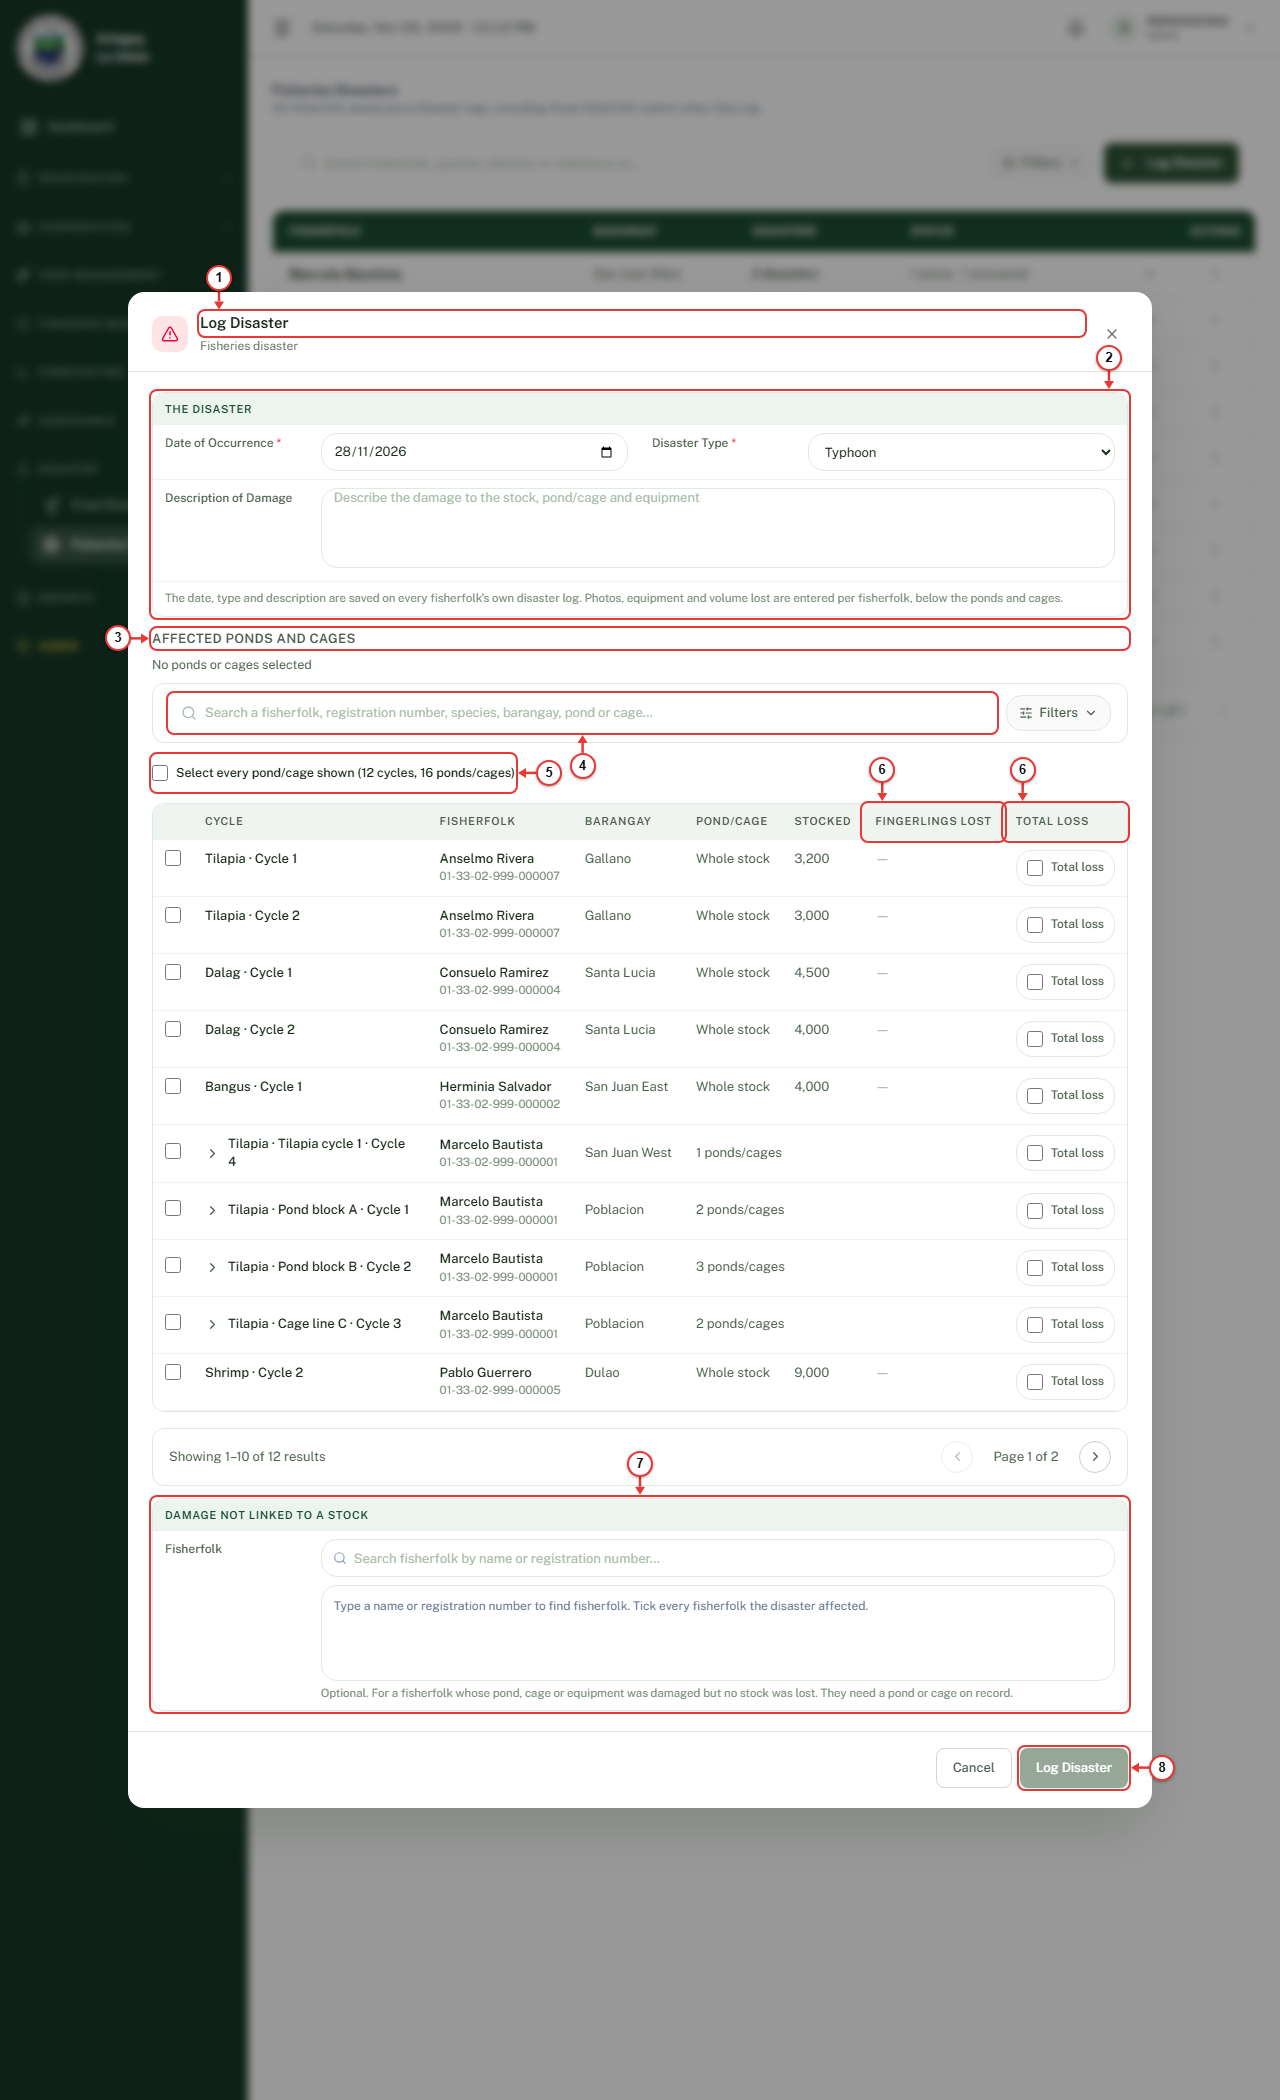 Dashboard
Fisheries Disasters
Filters
Log Disaster
Marcelo Bautista
San Juan West
1
Log Disaster
Fisheries disaster
2
THE DISASTER
Date of Occurrence *
28/11/2026
Disaster Type *
Typhoon
Description of Damage
Describe the damage to the stock, pond/cage and equipment
The date, type and description are saved on every fisherfolk's own disaster log. Photos, equipment and volume lost are entered per fisherfolk, below the ponds and cages.
3
AFFECTED PONDS AND CAGES
No ponds or cages selected
Search a fisherfolk, registration number, species, barangay, pond or cage...
Filters
4
Select every pond/cage shown (12 cycles, 16 ponds/cages)
5
6
6
CYCLE FISHERFOLK BARANGAY POND/CAGE STOCKED FINGERLINGS LOST TOTAL LOSS
Tilapia · Cycle 1 Anselmo Rivera Gallano Whole stock 3,200 — Total loss
01-33-02-999-000007
Tilapia · Cycle 2 Anselmo Rivera Gallano Whole stock 3,000 — Total loss
01-33-02-999-000007
Dalag · Cycle 1 Consuelo Ramirez Santa Lucia Whole stock 4,500 — Total loss
01-33-02-999-000004
Dalag · Cycle 2 Consuelo Ramirez Santa Lucia Whole stock 4,000 — Total loss
01-33-02-999-000004
Bangus · Cycle 1 Herminia Salvador San Juan East Whole stock 4,000 — Total loss
01-33-02-999-000002
Tilapia · Tilapia cycle 1 · Cycle 4 Marcelo Bautista San Juan West 1 ponds/cages Total loss
01-33-02-999-000001
Tilapia · Pond block A · Cycle 1 Marcelo Bautista Poblacion 2 ponds/cages Total loss
01-33-02-999-000001
Tilapia · Pond block B · Cycle 2 Marcelo Bautista Poblacion 3 ponds/cages Total loss
01-33-02-999-000001
Tilapia · Cage line C · Cycle 3 Marcelo Bautista Poblacion 2 ponds/cages Total loss
01-33-02-999-000001
Shrimp · Cycle 2 Pablo Guerrero Dulao Whole stock 9,000 — Total loss
01-33-02-999-000005
Showing 1–10 of 12 results
Page 1 of 2
7
DAMAGE NOT LINKED TO A STOCK
Fisherfolk
Search fisherfolk by name or registration number...
Type a name or registration number to find fisherfolk. Tick every fisherfolk the disaster affected.
Optional. For a fisherfolk whose pond, cage or equipment was damaged but no stock was lost. They need a pond or cage on record.
Cancel
Log Disaster
8